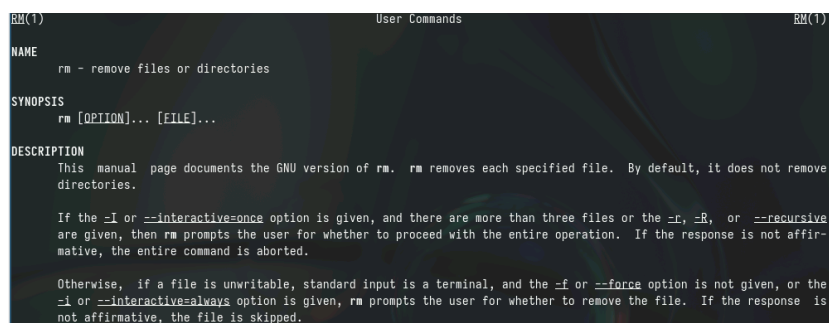 RM(1) User Commands RM(1)
NAME
rm - remove files or directories
SYNOPSIS
rm [OPTION]... [FILE]...
DESCRIPTION
This manual page documents the GNU version of rm. rm removes each specified file. By default, it does not remove
directories.
If the -I or --interactive=once option is given, and there are more than three files or the -r, -R, or --recursive
are given, then rm prompts the user for whether to proceed with the entire operation. If the response is not affir-
mative, the entire command is aborted.
Otherwise, if a file is unwritable, standard input is a terminal, and the -f or --force option is not given, or the
-i or --interactive=always option is given, rm prompts the user for whether to remove the file. If the response is
not affirmative, the file is skipped.